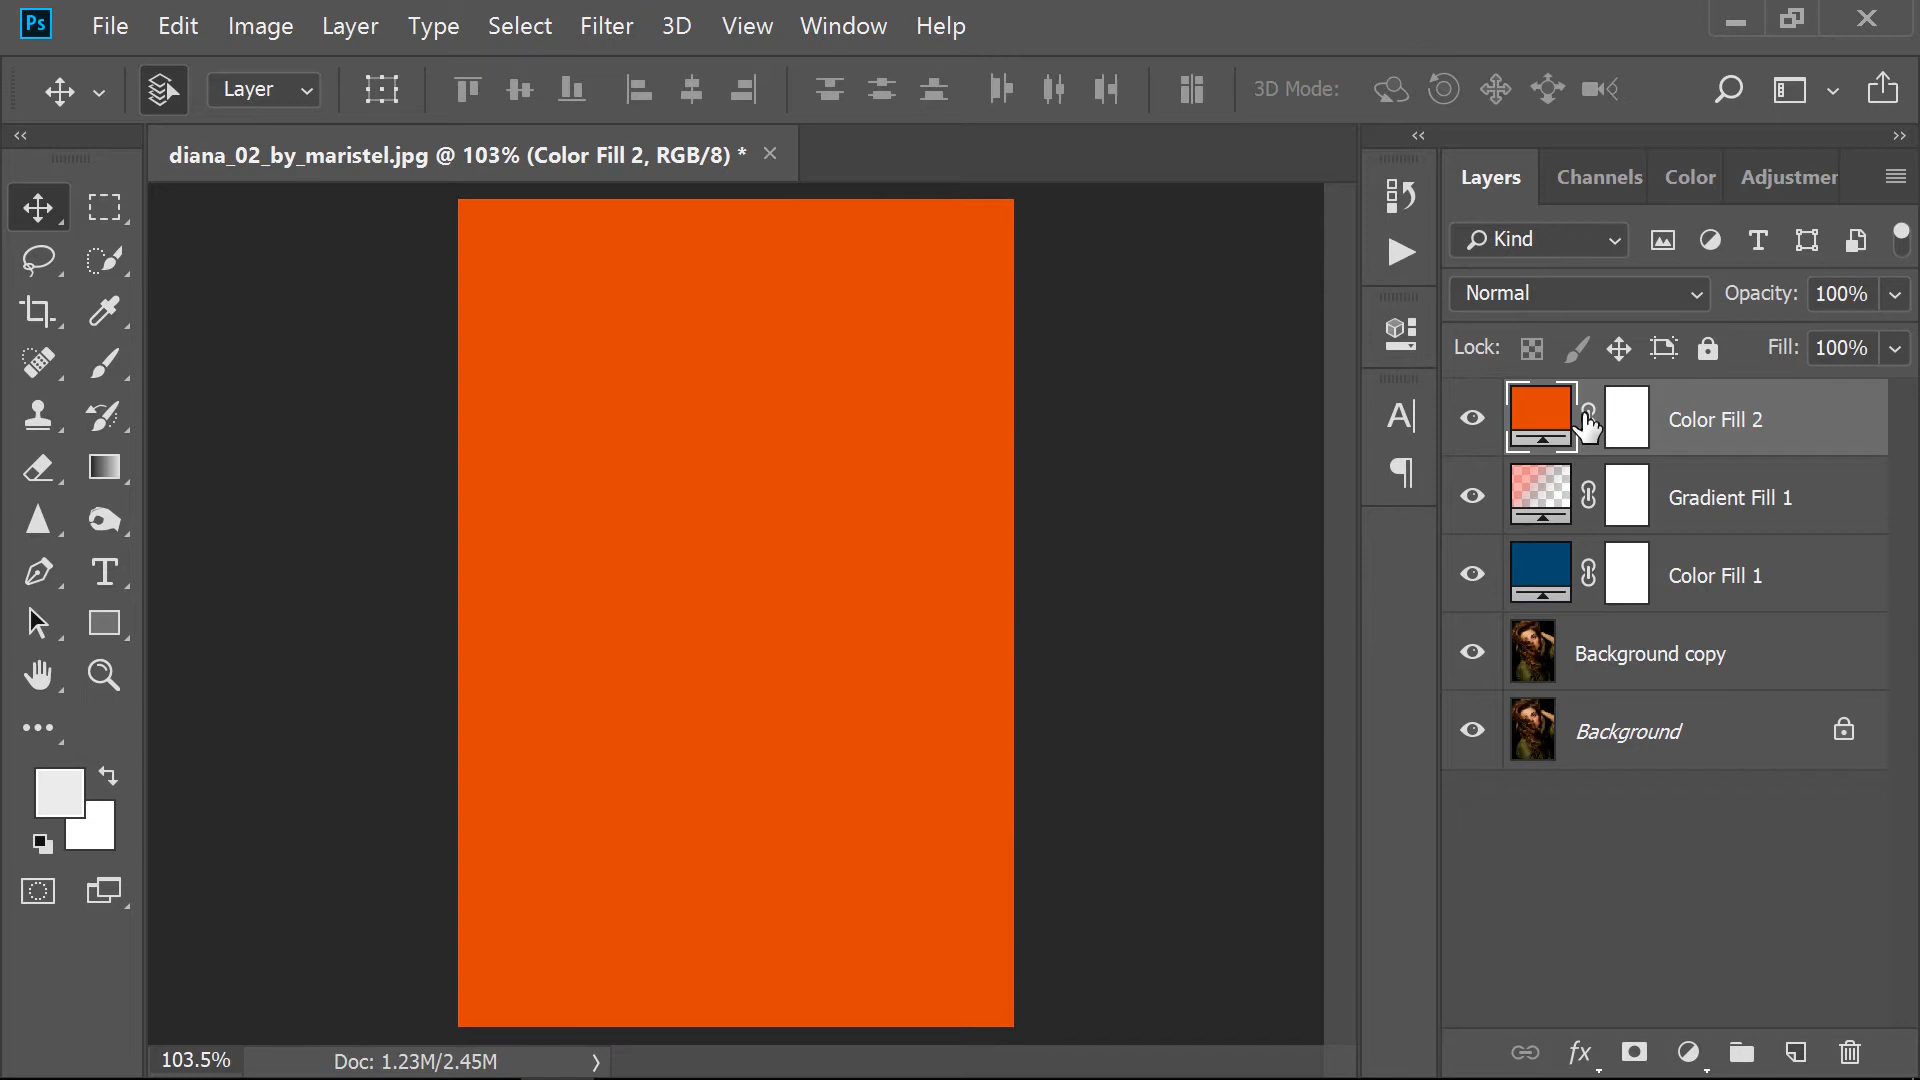 Ps File Edit Image Layer Type Select Filter 3D View Window Help
Layer 3D Mode:
diana_02_by_maristel.jpg @ 103% (Color Fill 2, RGB/8) *
Layers Channels Color Adjustmer
Kind
Normal Opacity: 100%
Lock: Fill: 100%
Color Fill 2
Gradient Fill 1
Color Fill 1
Background copy
Background
103.5% Doc: 1.23M/2.45M
fx